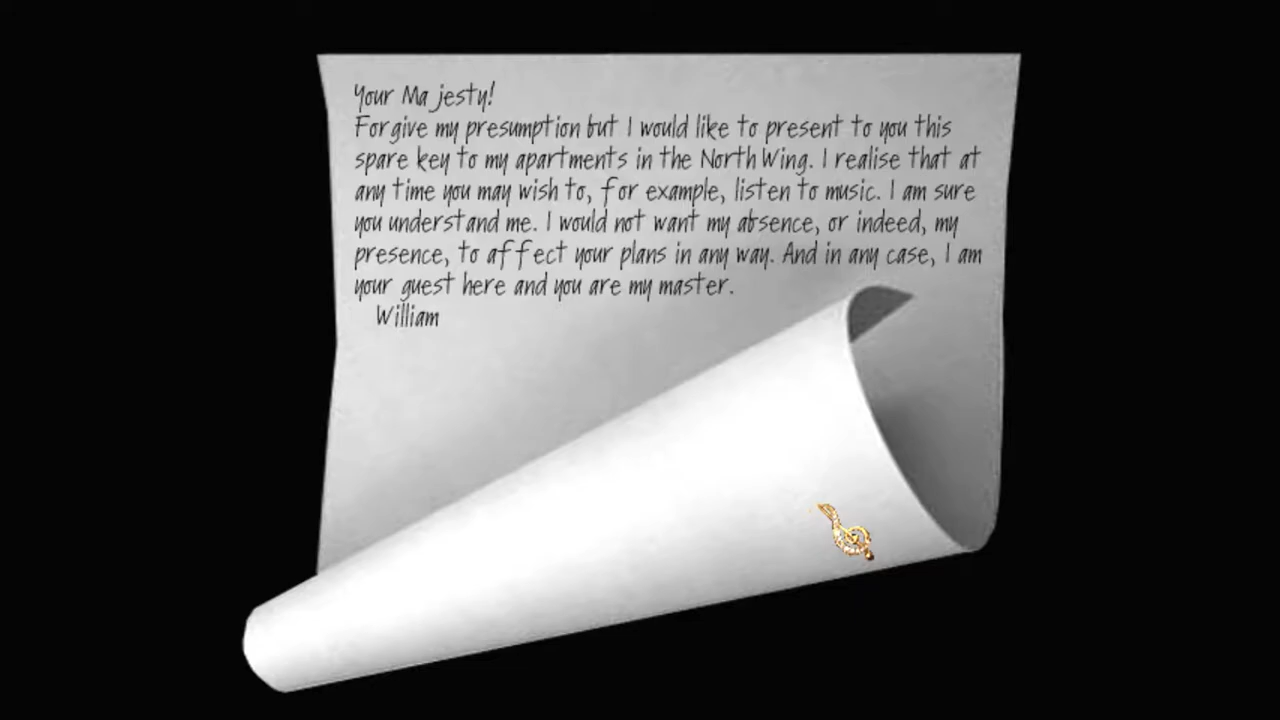 Your Majesty!
Forgive my presumption but I would like to present to you this
spare key to my apartments in the North Wing. I realise that at
any time you may wish to, for example, listen to music. I am sure
you understand me. I would not want my absence, or indeed, my
presence, to affect your plans in any way. And in any case, I am
your guest here and you are my master.
William